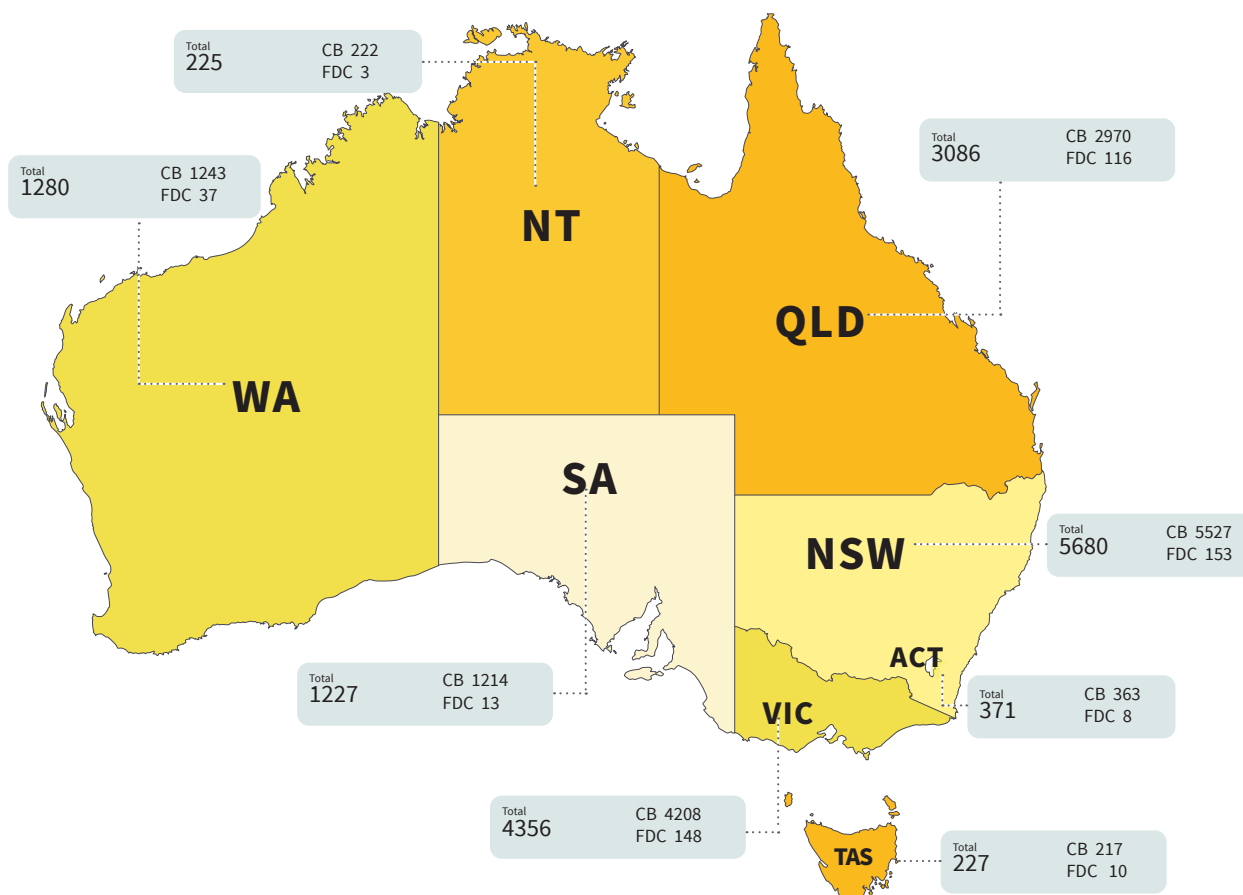 Total
225
CB 222
FDC 3
Total
3086
CB 2970
FDC 116
Total
1280
CB 1243
FDC 37
NT
QLD
WA
SA
NSW
Total
5680
CB 5527
FDC 153
ACT
Total
1227
CB 1214
FDC 13
Total
371
CB 363
FDC 8
VIC
Total
4356
CB 4208
FDC 148
TAS
Total
227
CB 217
FDC 10